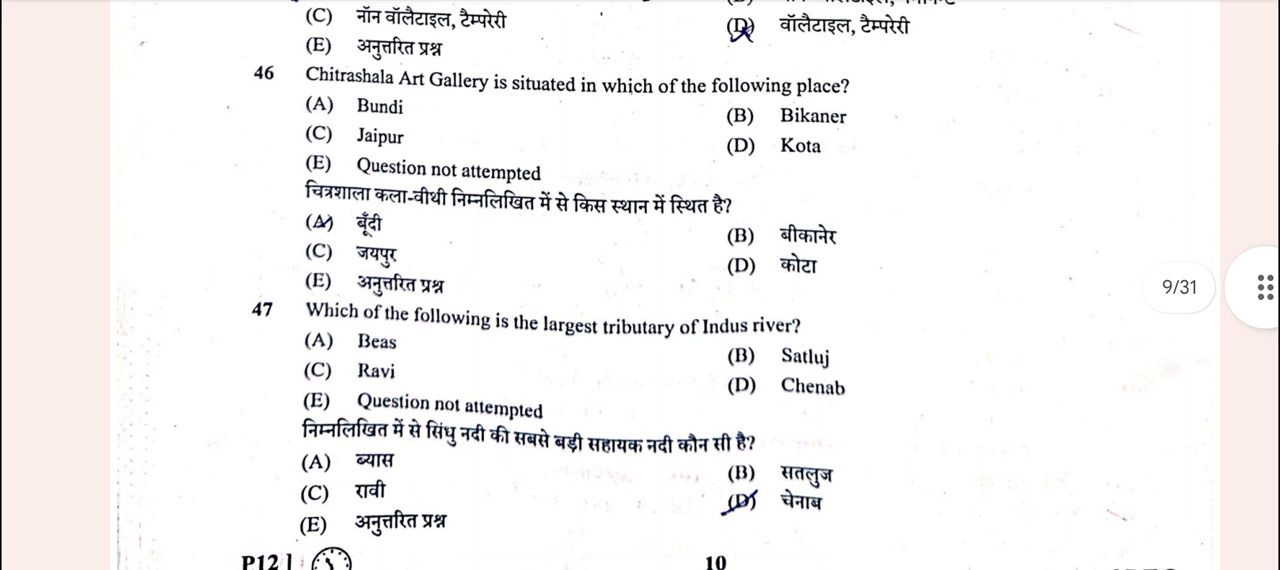 (C) नॉन वॉलैटाइल, टैम्परेरी
(D) वॉलैटाइल, टैम्परेरी
(E) अनुत्तरित प्रश्न
46 Chitrashala Art Gallery is situated in which of the following place?
(A) Bundi
(B) Bikaner
(C) Jaipur
(D) Kota
(E) Question not attempted
चित्रशाला कला-वीथी निम्नलिखित में से किस स्थान में स्थित है?
(A) बूँदी
(B) बीकानेर
(C) जयपुर
(D) कोटा
(E) अनुत्तरित प्रश्न
47 Which of the following is the largest tributary of Indus river?
(A) Beas
(B) Satluj
(C) Ravi
(D) Chenab
(E) Question not attempted
निम्नलिखित में से सिंधु नदी की सबसे बड़ी सहायक नदी कौन सी है?
(A) ब्यास
(B) सतलुज
(C) रावी
(D) चेनाब
(E) अनुत्तरित प्रश्न
9/31
P12 ]
10